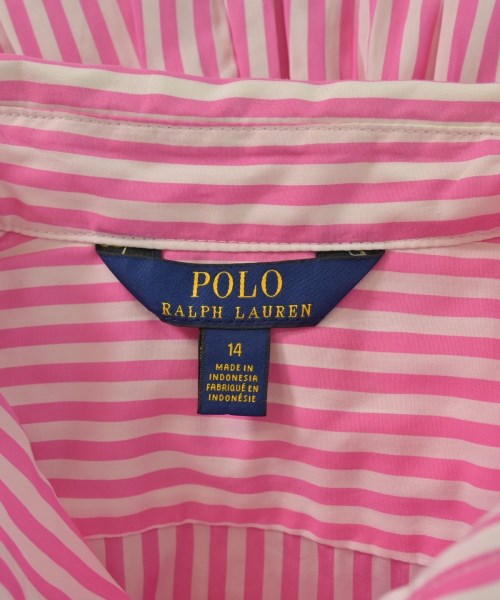 POLO
RALPH LAUREN
14
MADE IN
INDONESIA
FABRIQUÉ EN
INDONÉSIE